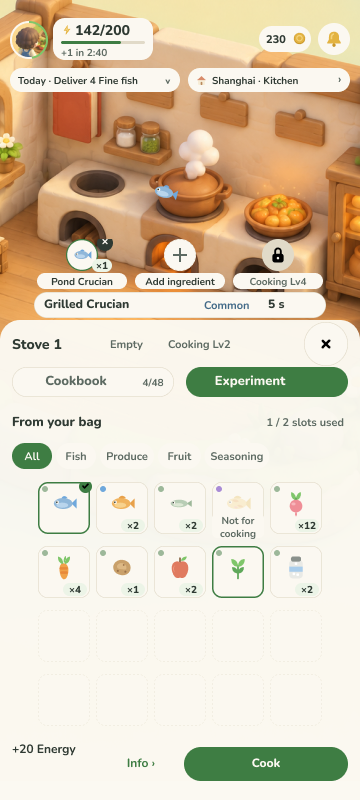 142/200
+1 in 2:40
230
Today · Deliver 4 Fine fish
Shanghai · Kitchen
×1
Pond Crucian
Add ingredient
Cooking Lv4
Grilled Crucian
Common
5 s
Stove 1
Empty
Cooking Lv2
Cookbook
4/48
Experiment
From your bag
1 / 2 slots used
All
Fish
Produce
Fruit
Seasoning
×2
×2
Not for
cooking
×12
×4
×1
×2
×2
+20 Energy
Info ›
Cook